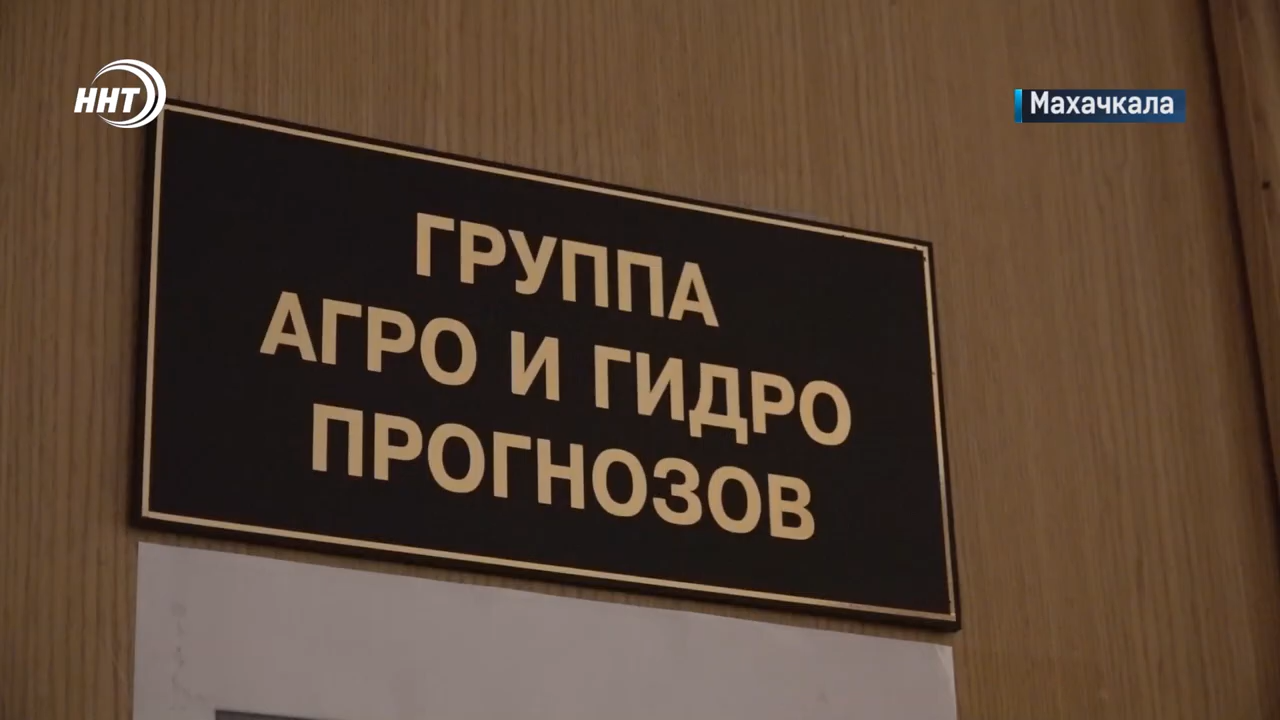 ННТ
Махачкала
ГРУППА
АГРО И ГИДРО
ПРОГНОЗОВ